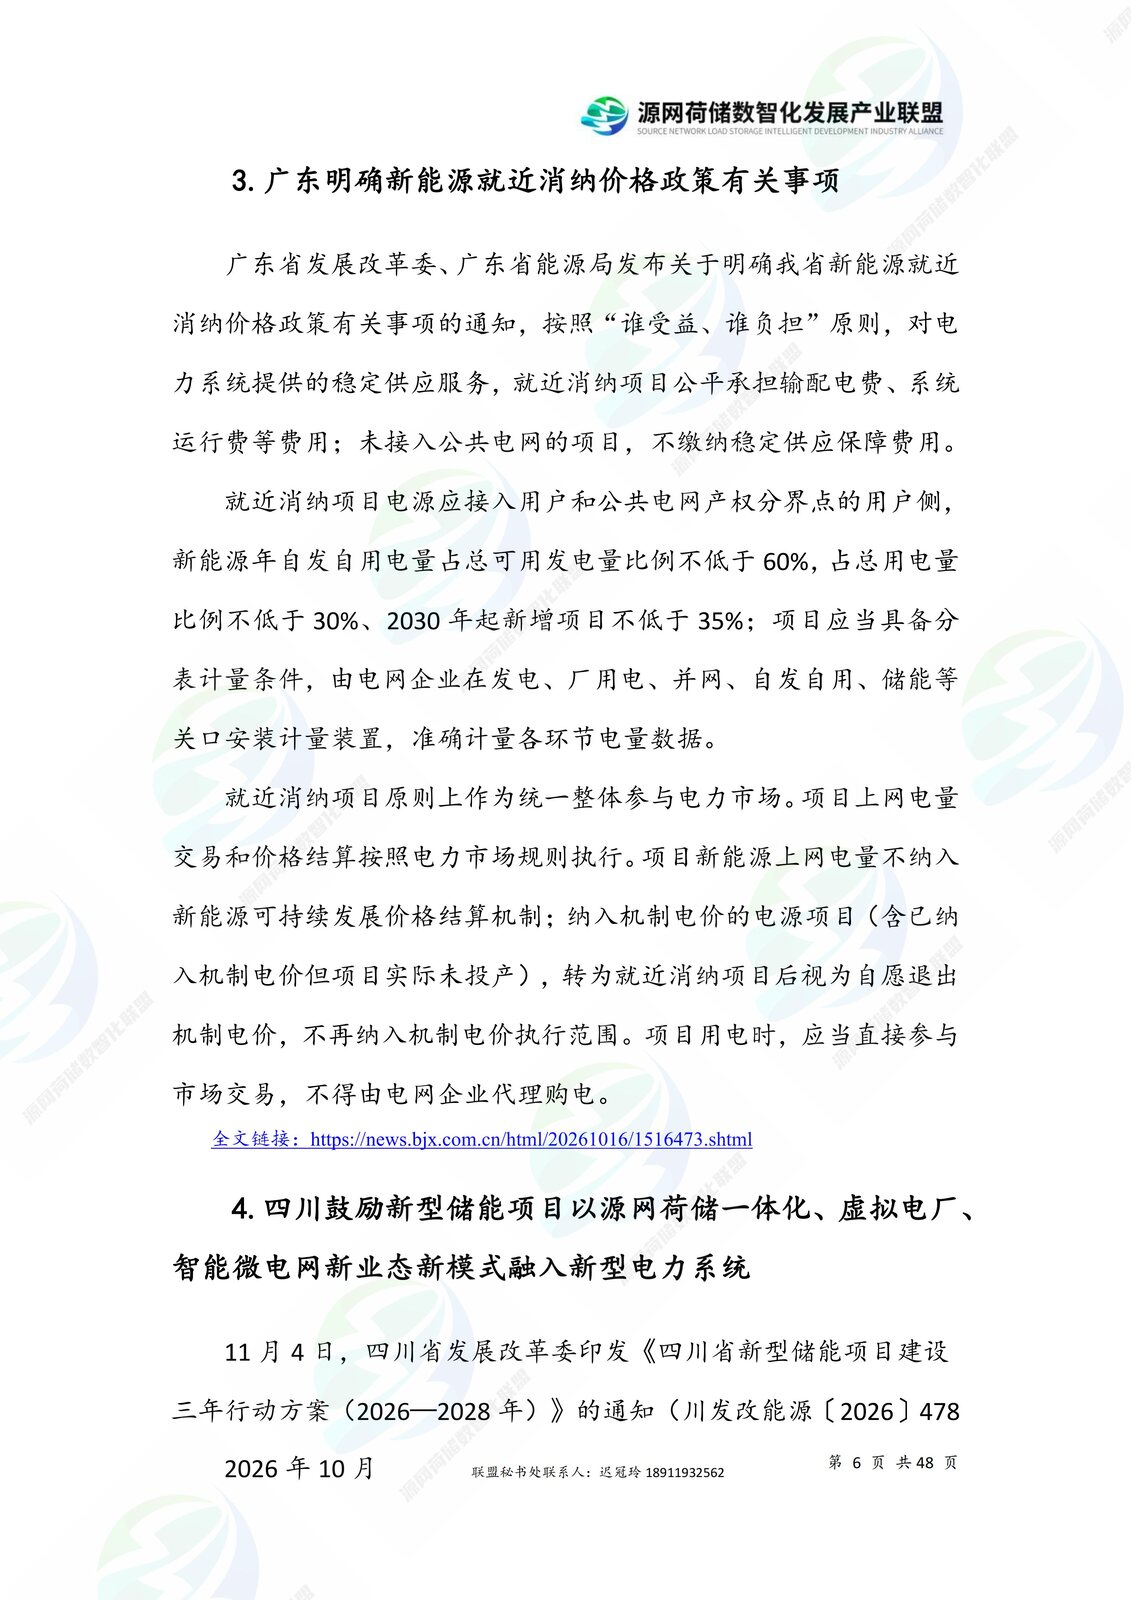 源网荷储数智化发展产业联盟
SOURCE NETWORK LOAD STORAGE INTELLIGENT DEVELOPMENT INDUSTRY ALLIANCE
3. 广东明确新能源就近消纳价格政策有关事项
广东省发展改革委、广东省能源局发布关于明确我省新能源就近
消纳价格政策有关事项的通知，按照“谁受益、谁负担”原则，对电
力系统提供的稳定供应服务，就近消纳项目公平承担输配电费、系统
运行费等费用；未接入公共电网的项目，不缴纳稳定供应保障费用。
就近消纳项目电源应接入用户和公共电网产权分界点的用户侧，
新能源年自发自用电量占总可用发电量比例不低于 60%，占总用电量
比例不低于 30%、2030 年起新增项目不低于 35%；项目应当具备分
表计量条件，由电网企业在发电、厂用电、并网、自发自用、储能等
关口安装计量装置，准确计量各环节电量数据。
就近消纳项目原则上作为统一整体参与电力市场。项目上网电量
交易和价格结算按照电力市场规则执行。项目新能源上网电量不纳入
新能源可持续发展价格结算机制；纳入机制电价的电源项目（含已纳
入机制电价但项目实际未投产），转为就近消纳项目后视为自愿退出
机制电价，不再纳入机制电价执行范围。项目用电时，应当直接参与
市场交易，不得由电网企业代理购电。
全文链接：https://news.bjx.com.cn/html/20261016/1516473.shtml
4. 四川鼓励新型储能项目以源网荷储一体化、虚拟电厂、
智能微电网新业态新模式融入新型电力系统
11 月 4 日，四川省发展改革委印发《四川省新型储能项目建设
三年行动方案（2026—2028 年）》的通知（川发改能源〔2026〕478
2026 年 10 月
联盟秘书处联系人：迟冠玲 18911932562
第 6 页 共 48 页